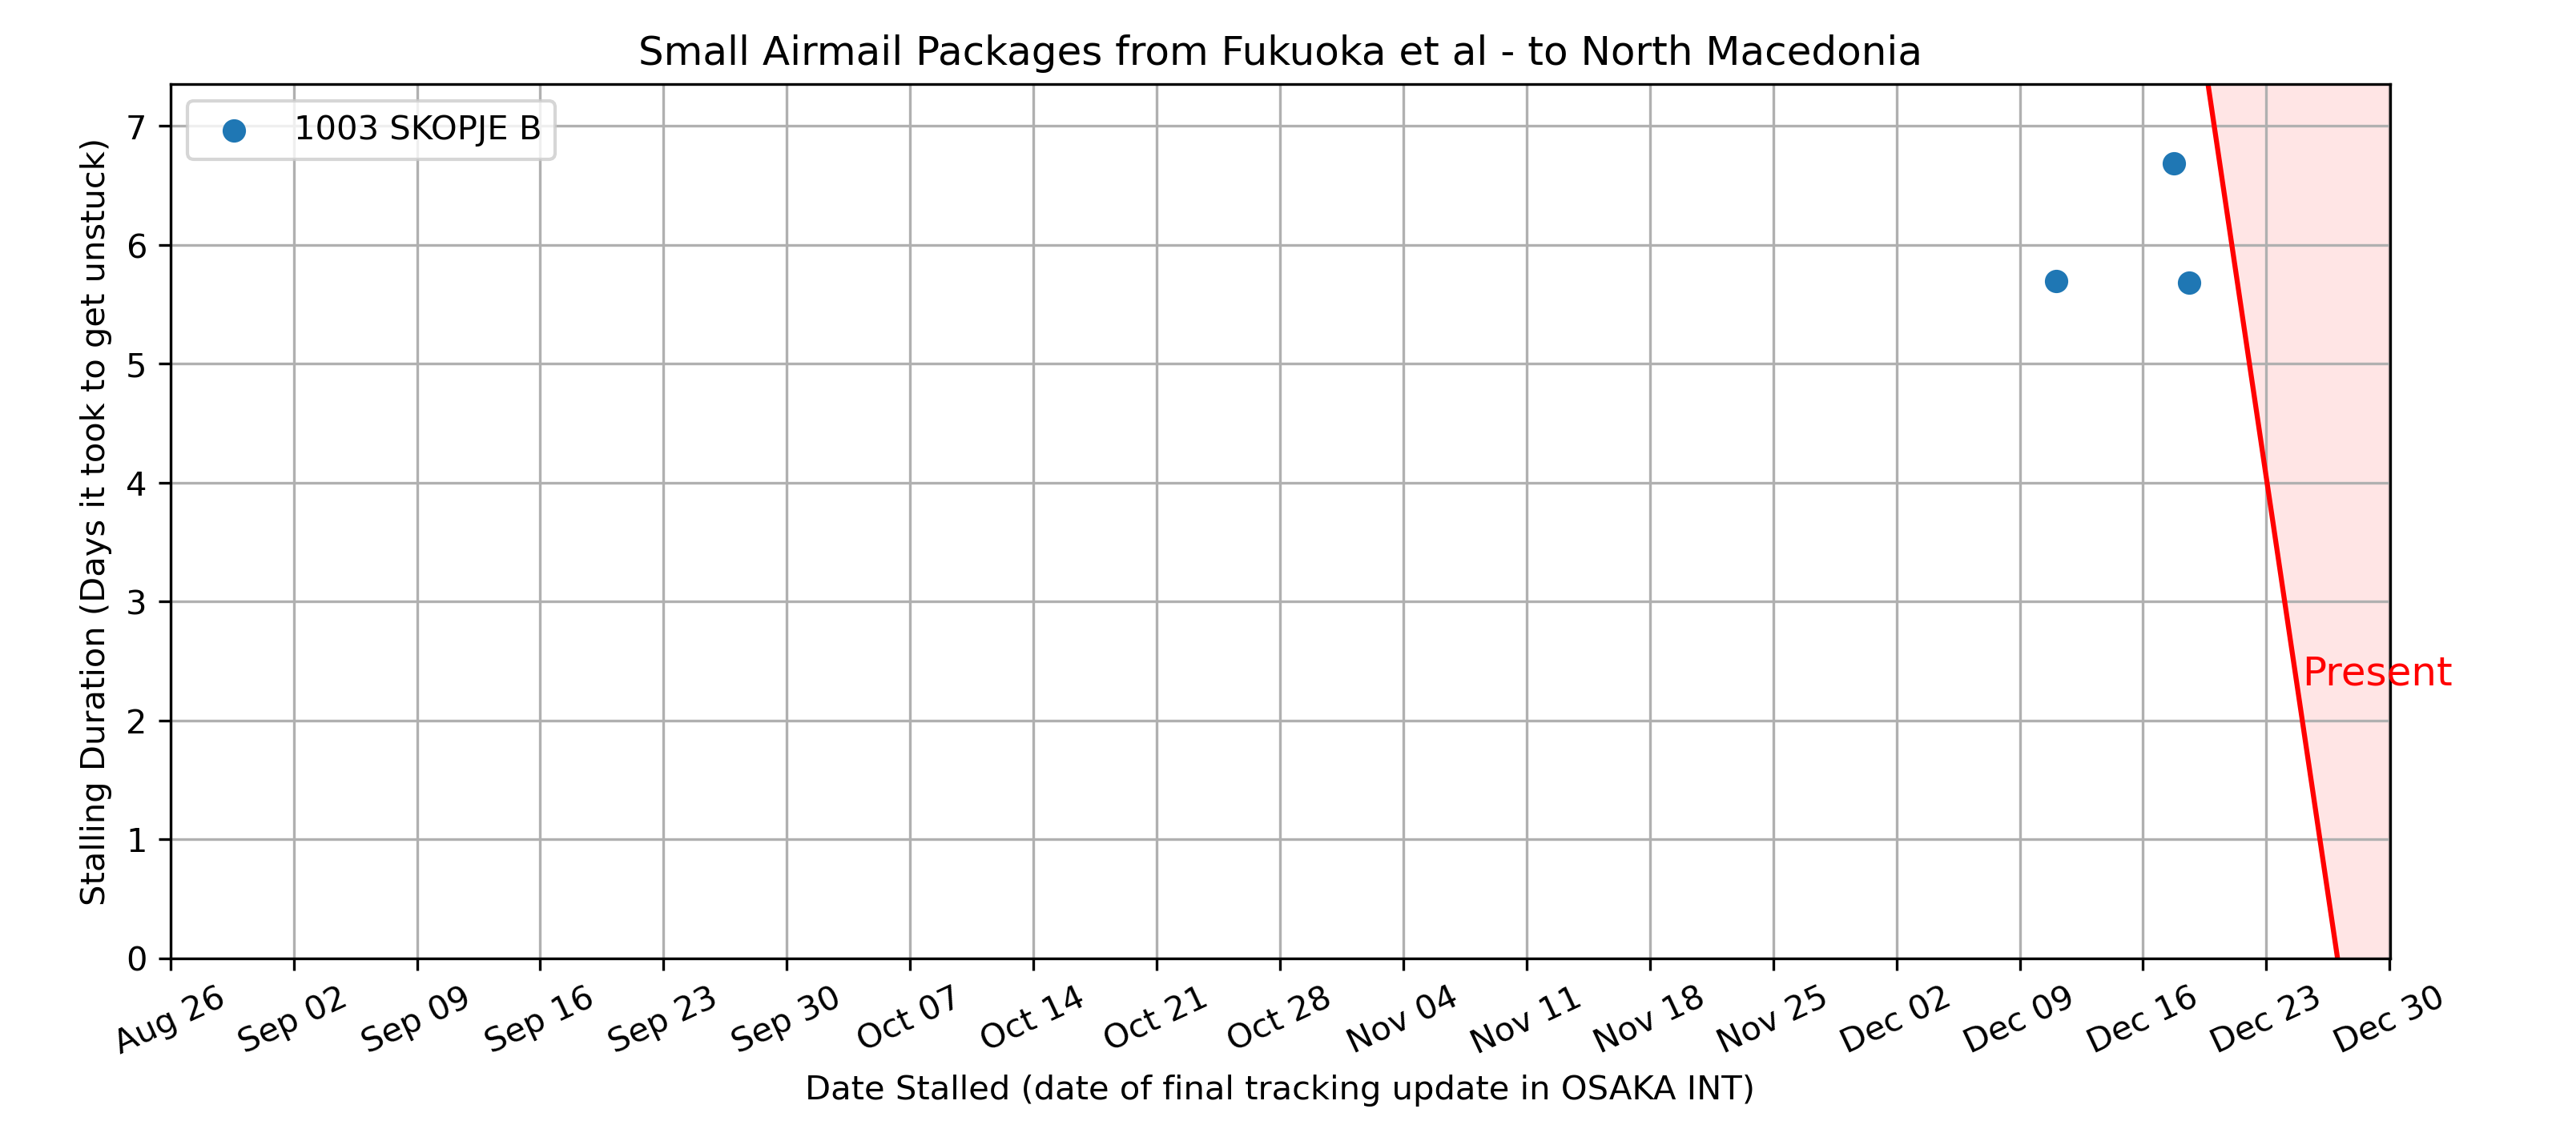 Small Airmail Packages from Fukuoka et al - to North Macedonia
1003 SKOPJE B
Stalling Duration (Days it took to get unstuck)
7
6
5
4
3
2
1
0
Present
Aug 26
Sep 02
Sep 09
Sep 16
Sep 23
Sep 30
Oct 07
Oct 14
Oct 21
Oct 28
Nov 04
Nov 11
Nov 18
Nov 25
Dec 02
Dec 09
Dec 16
Dec 23
Dec 30
Date Stalled (date of final tracking update in OSAKA INT)